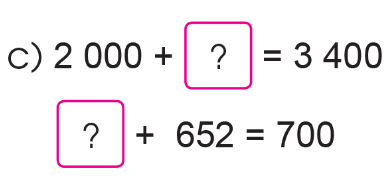 c) 2 000 + ? = 3 400
? + 652 = 700